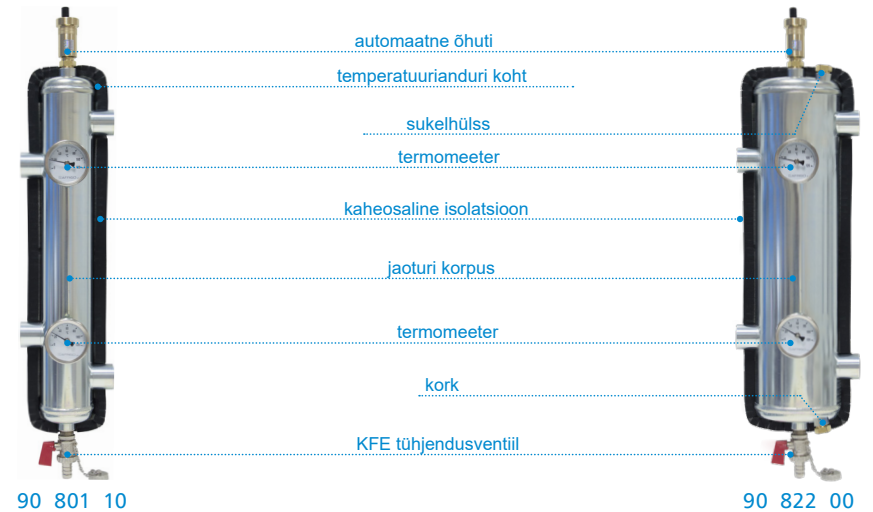 automaatne õhuti
temperatuurianduri koht
sukelhülss
termomeeter
kaheosaline isolatsioon
jaoturi korpus
termomeeter
kork
KFE tühjendusventiil
90 801 10
90 822 00